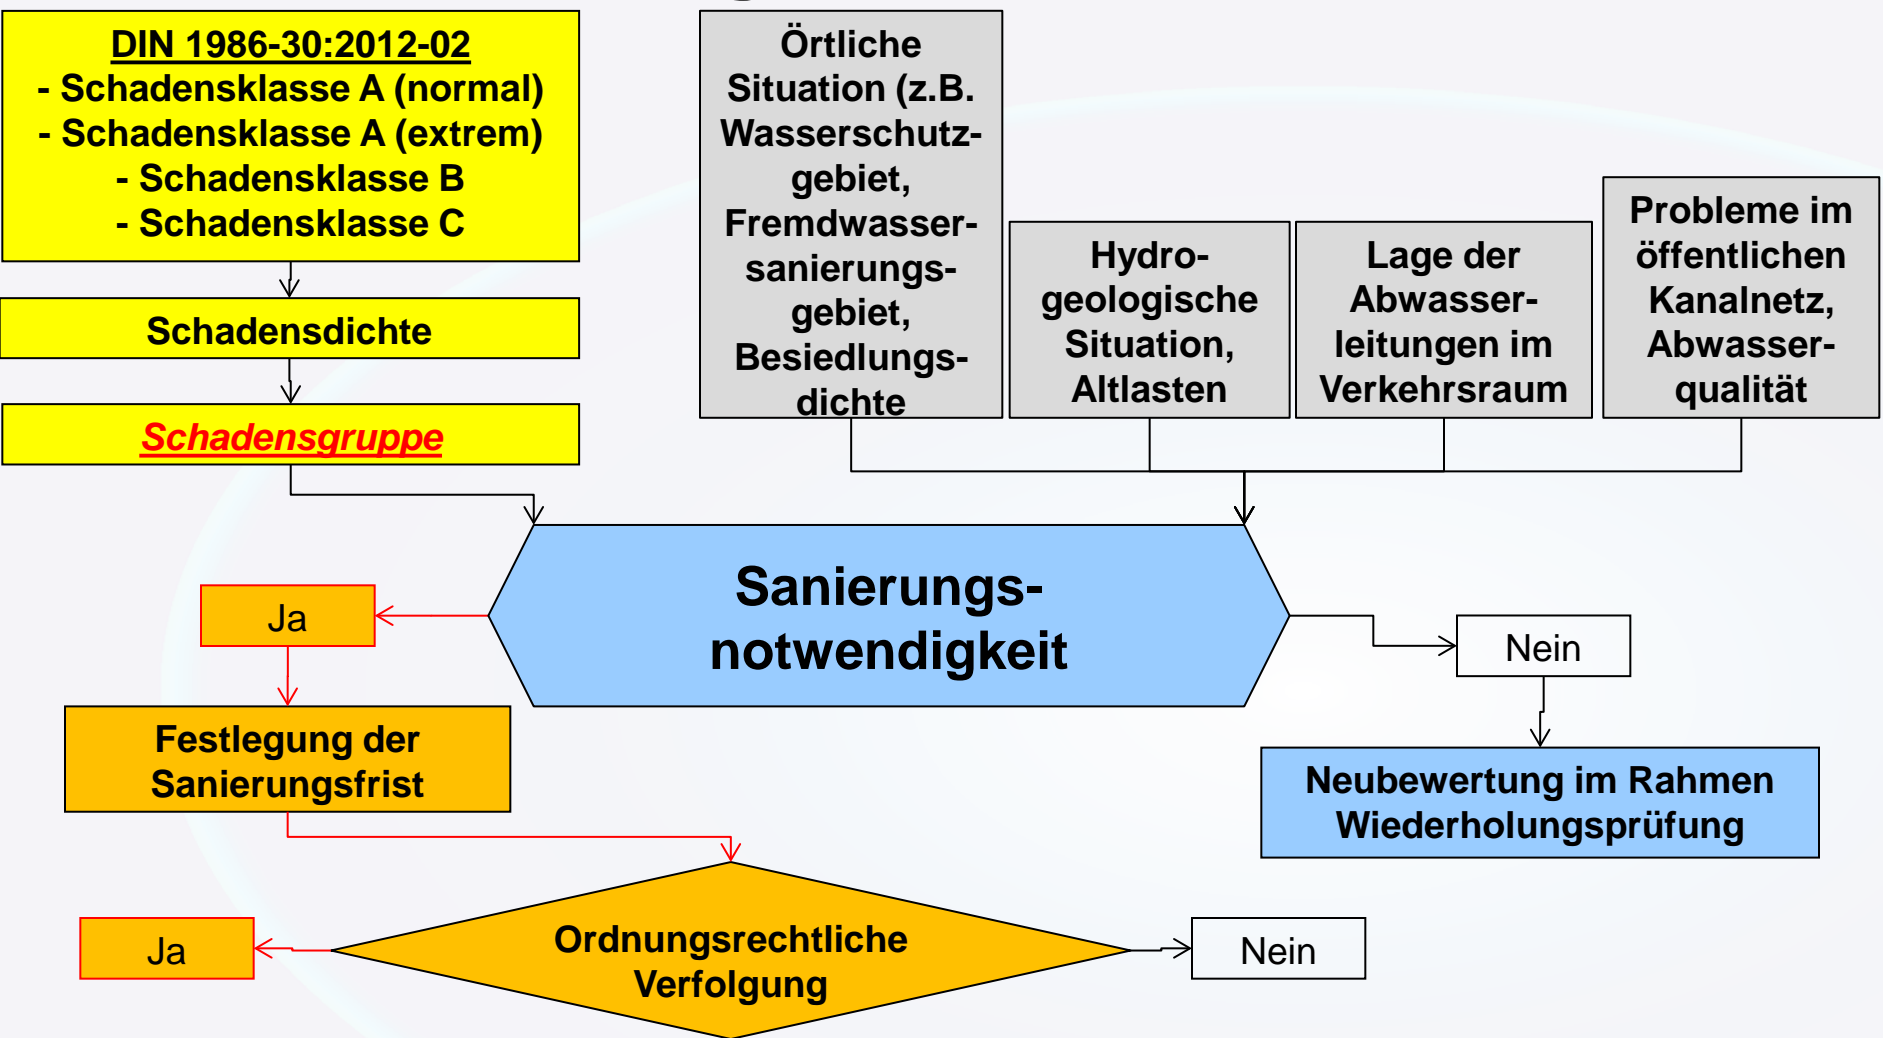 DIN 1986-30:2012-02
- Schadensklasse A (normal)
- Schadensklasse A (extrem)
- Schadensklasse B
- Schadensklasse C
Schadensdichte
Schadensgruppe
Örtliche
Situation (z.B.
Wasserschutz-
gebiet,
Fremdwasser-
sanierungs-
gebiet,
Besiedlungs-
dichte
Hydro-
geologische
Situation,
Altlasten
Lage der
Abwasser-
leitungen im
Verkehrsraum
Probleme im
öffentlichen
Kanalnetz,
Abwasser-
qualität
Sanierungs-
notwendigkeit
Ja
Nein
Festlegung der
Sanierungsfrist
Neubewertung im Rahmen
Wiederholungsprüfung
Ordnungsrechtliche
Verfolgung
Ja
Nein